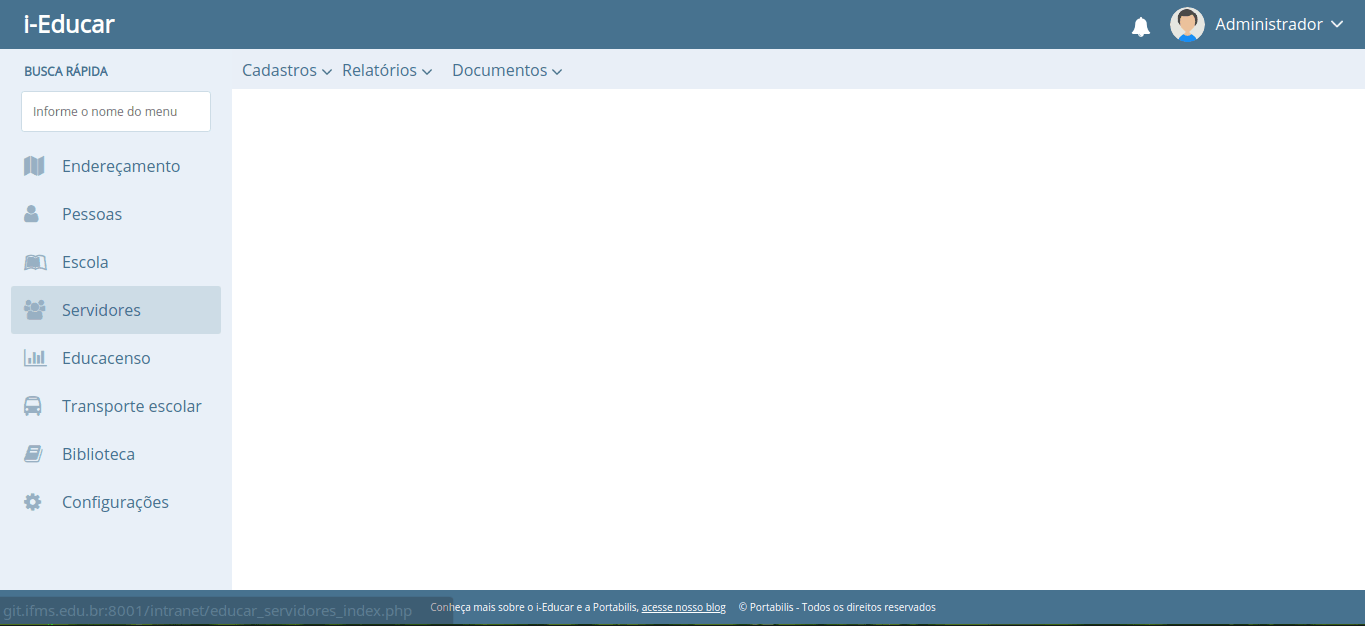 i-Educar
Administrador
BUSCA RÁPIDA
Cadastros Relatórios Documentos
Informe o nome do menu
Endereçamento
Pessoas
Escola
Servidores
Educacenso
Transporte escolar
Biblioteca
Configurações
git.ifms.edu.br:8001/intranet/educar_servidores_index.php
Conheça mais sobre o i-Educar e a Portabilis, acesse nosso blog © Portabilis - Todos os direitos reservados